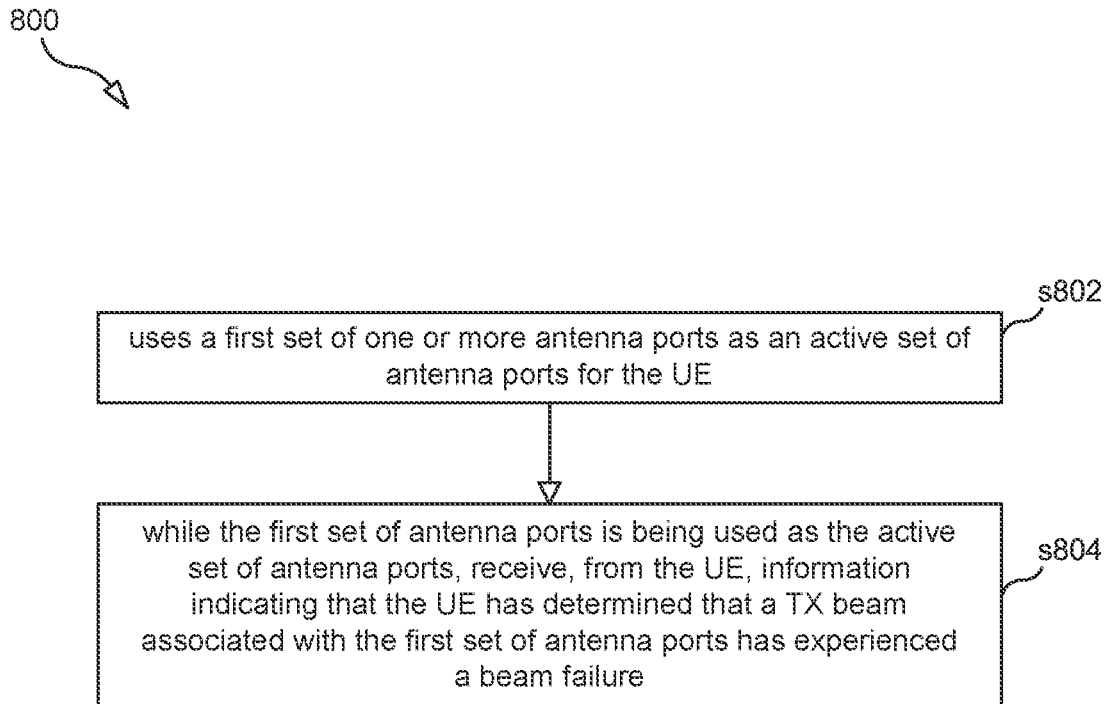 800
s802
uses a first set of one or more antenna ports as an active set of
antenna ports for the UE
s804
while the first set of antenna ports is being used as the active
set of antenna ports, receive, from the UE, information
indicating that the UE has determined that a TX beam
associated with the first set of antenna ports has experienced
a beam failure